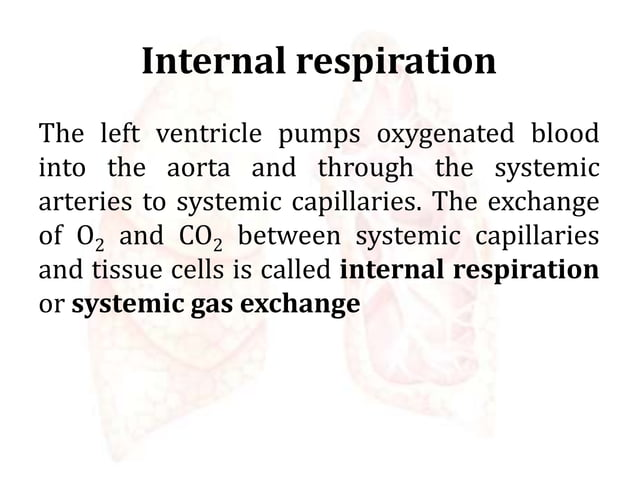 Internal respiration
The left ventricle pumps oxygenated blood
into the aorta and through the systemic
arteries to systemic capillaries. The exchange
of O₂ and CO₂ between systemic capillaries
and tissue cells is called internal respiration
or systemic gas exchange